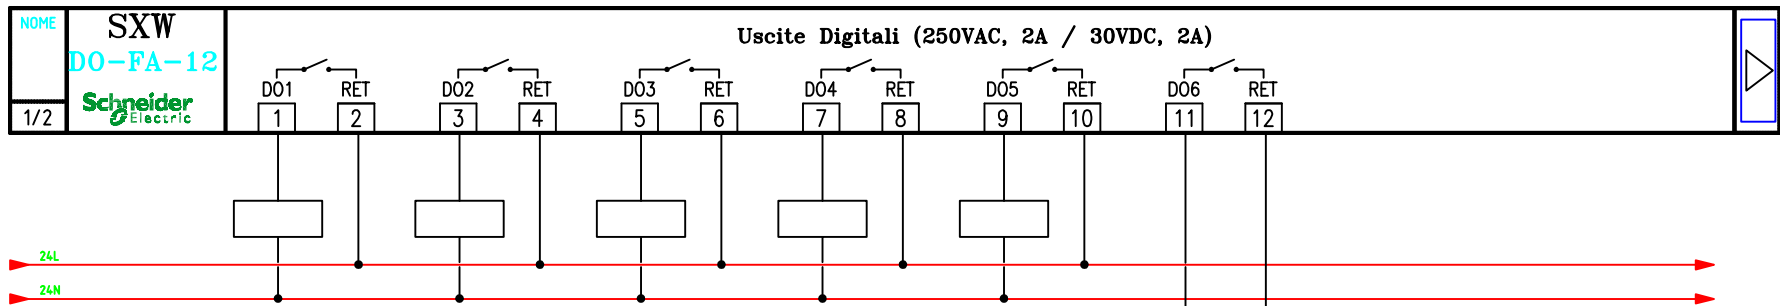 NOME
SXW
DO-FA-12
Schneider
Electric
1/2
Uscite Digitali (250VAC, 2A / 30VDC, 2A)
DO1 RET DO2 RET DO3 RET DO4 RET DO5 RET DO6 RET
1 2 3 4 5 6 7 8 9 10 11 12
24L
24N